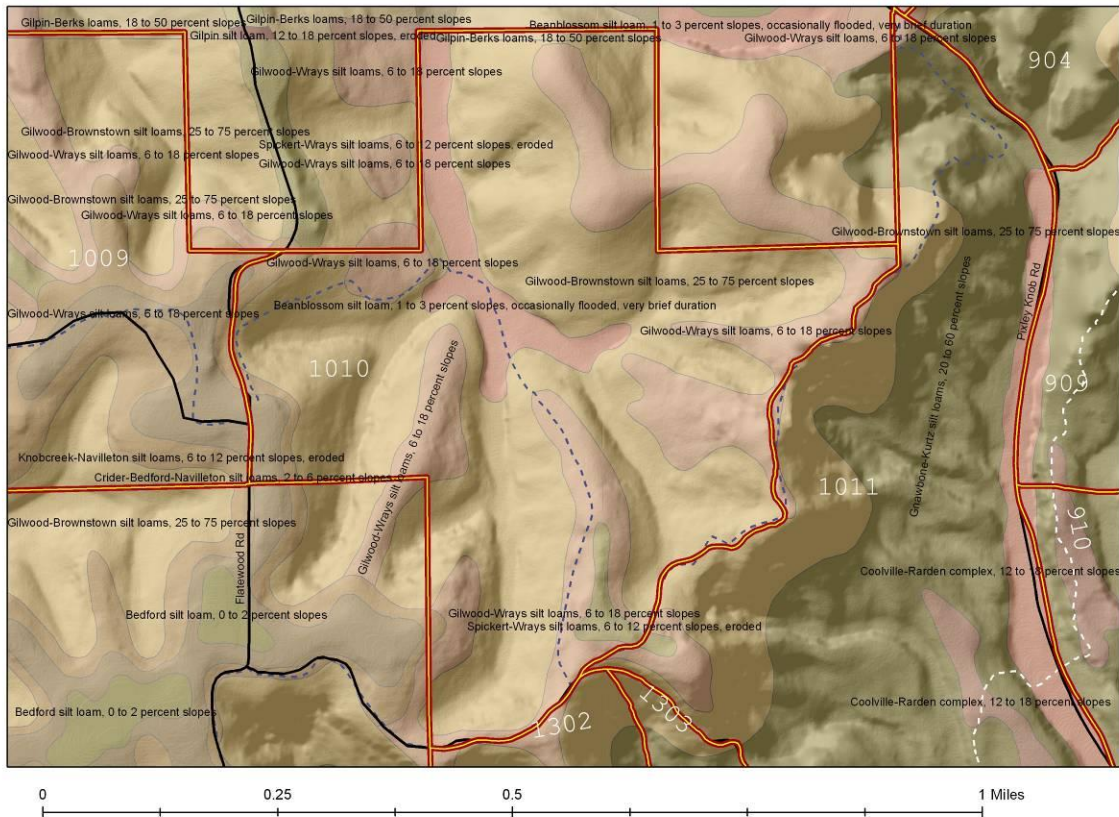 Gilpin-Berks loams, 18 to 50 percent slopes
Gilpin-Berks loams, 18 to 50 percent slopes
Beanblossom silt loam, 1 to 3 percent slopes, occasionally flooded, very brief duration
Gilpin silt loam, 12 to 18 percent slopes, eroded
Gilpin-Berks loams, 18 to 50 percent slopes
Gilwood-Wrays silt loams, 6 to 18 percent slopes
904
Gilwood-Wrays silt loams, 6 to 18 percent slopes
Gilwood-Brownstown silt loams, 25 to 75 percent slopes
Spickert-Wrays silt loams, 6 to 12 percent slopes, eroded
Gilwood-Wrays silt loams, 6 to 18 percent slopes
Gilwood-Wrays silt loams, 6 to 18 percent slopes
Gilwood-Brownstown silt loams, 25 to 75 percent slopes
Gilwood-Wrays silt loams, 6 to 18 percent slopes
Gilwood-Brownstown silt loams, 25 to 75 percent slopes
1009
Gilwood-Wrays silt loams, 6 to 18 percent slopes
Gilwood-Brownstown silt loams, 25 to 75 percent slopes
Pixley Knob Rd
Beanblossom silt loam, 1 to 3 percent slopes, occasionally flooded, very brief duration
Gilwood-Wrays silt loams, 6 to 18 percent slopes
Gilwood-Wrays silt loams, 6 to 18 percent slopes
1010
909
Gnawbone-Kurtz silt loams, 20 to 60 percent slopes
Gilwood-Wrays silt loams, 6 to 18 percent slopes
Knobcreek-Navilleton silt loams, 6 to 12 percent slopes, eroded
Crider-Bedford-Navilleton silt loams, 2 to 6 percent slopes
1011
Gilwood-Brownstown silt loams, 25 to 75 percent slopes
910
Flatewood Rd
Coolville-Rarden complex, 12 to 18 percent slopes
Bedford silt loam, 0 to 2 percent slopes
Gilwood-Wrays silt loams, 6 to 18 percent slopes
Spickert-Wrays silt loams, 6 to 12 percent slopes, eroded
Bedford silt loam, 0 to 2 percent slopes
1302
1303
Coolville-Rarden complex, 12 to 18 percent slopes
0
0.25
0.5
1 Miles